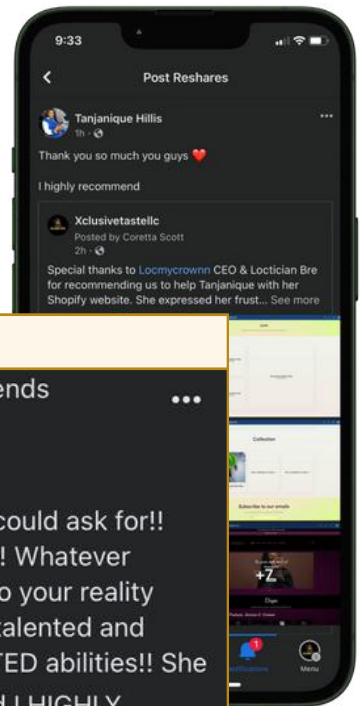 9:33
Post Reshares
Tanjanique Hillis
1h
Thank you so much you guys ❤️
I highly recommend
Xclusivetastellc
Posted by Coretta Scott
2h
Special thanks to Locmycrownn CEO & Loctician Bre
for recommending us to help Tanjanique with her
Shopify website. She expressed her frust... See more
ends
could ask for!!
! Whatever
o your reality
talented and
TED abilities!! She
d I HIGHLY
Collection
Subscribe to our emails
Menu